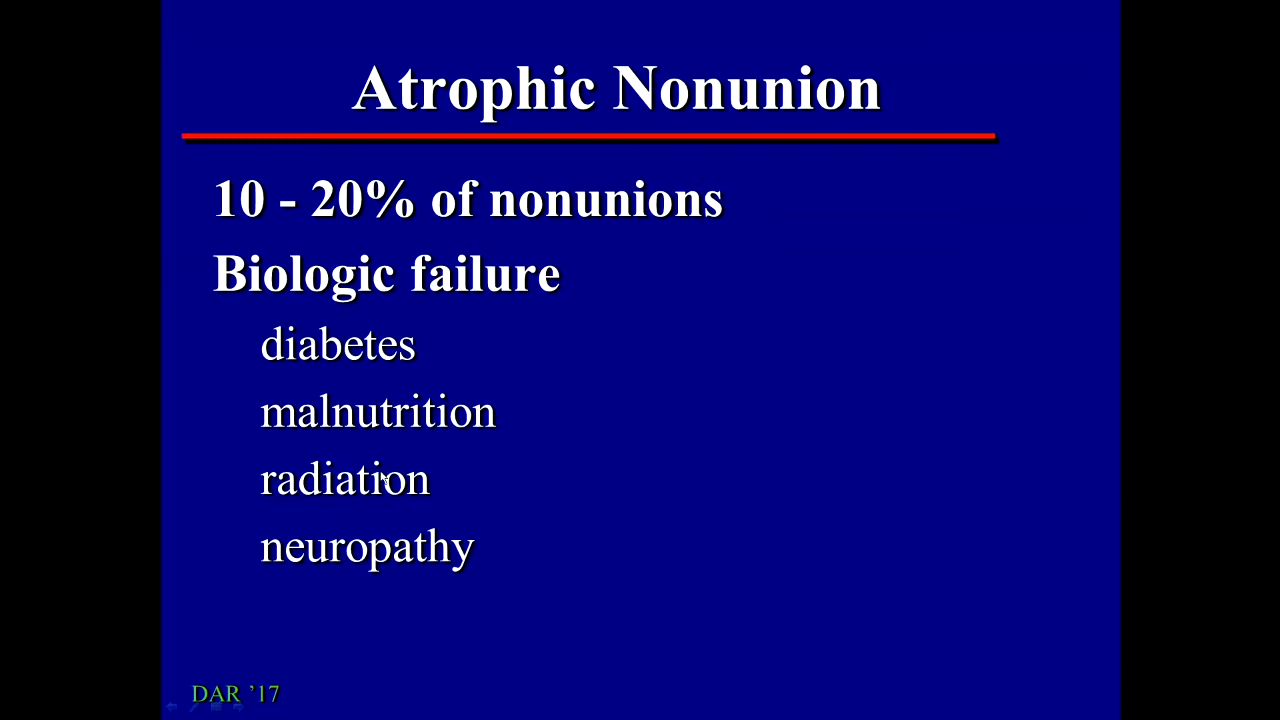 Atrophic Nonunion
10 - 20% of nonunions
Biologic failure
diabetes
malnutrition
radiation
neuropathy
DAR ’17